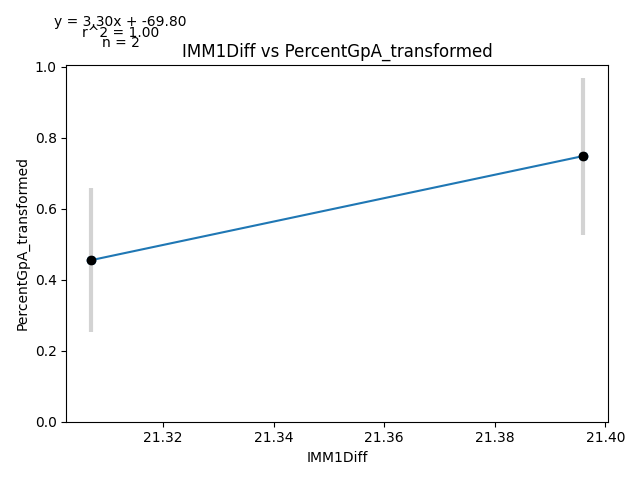 y = 3.30x + -69.80
r^2 = 1.00
n = 2
IMM1Diff vs PercentGpA_transformed
1.0
0.8
0.6
0.4
0.2
0.0
PercentGpA_transformed
21.32 21.34 21.36 21.38 21.40
IMM1Diff